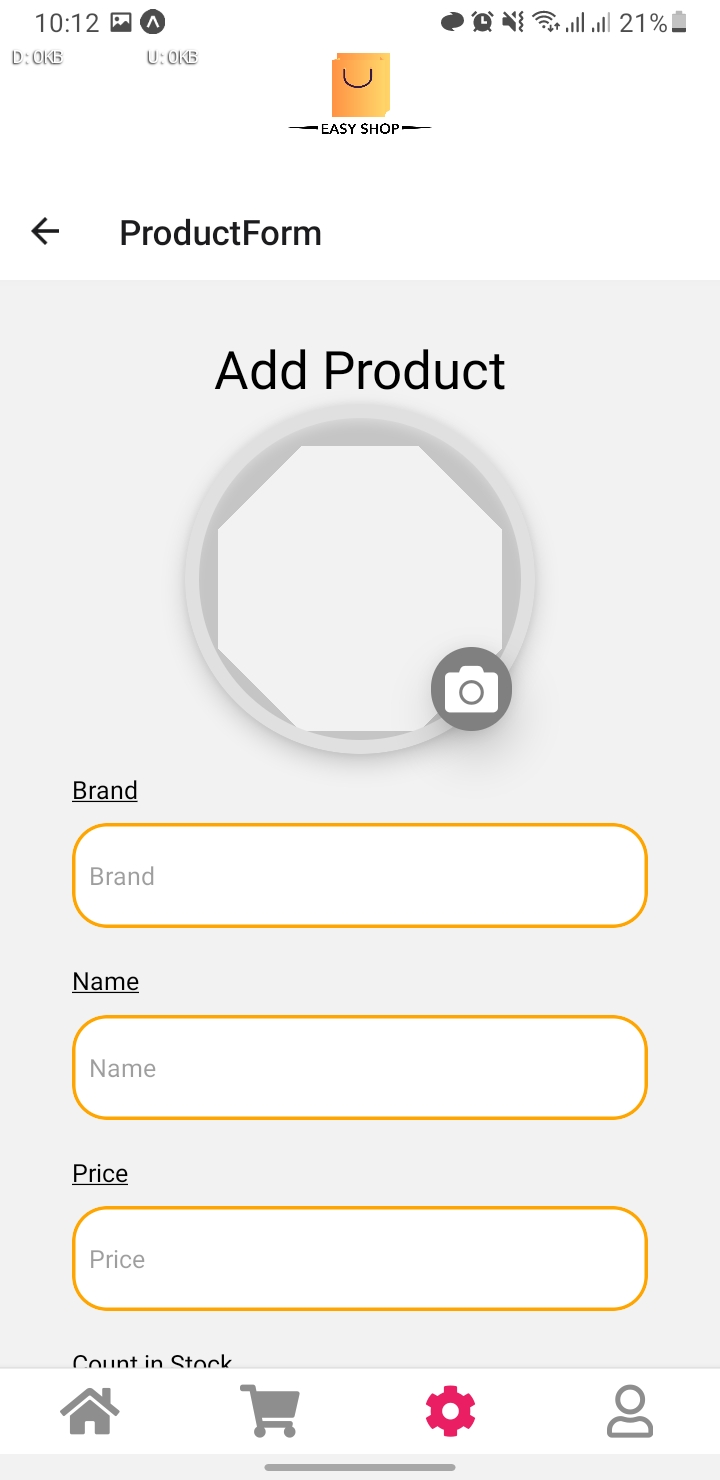 10:12
21%
D:0KB U:0KB
EASY SHOP
ProductForm
Add Product
Brand
Brand
Name
Name
Price
Price
Count in Stock